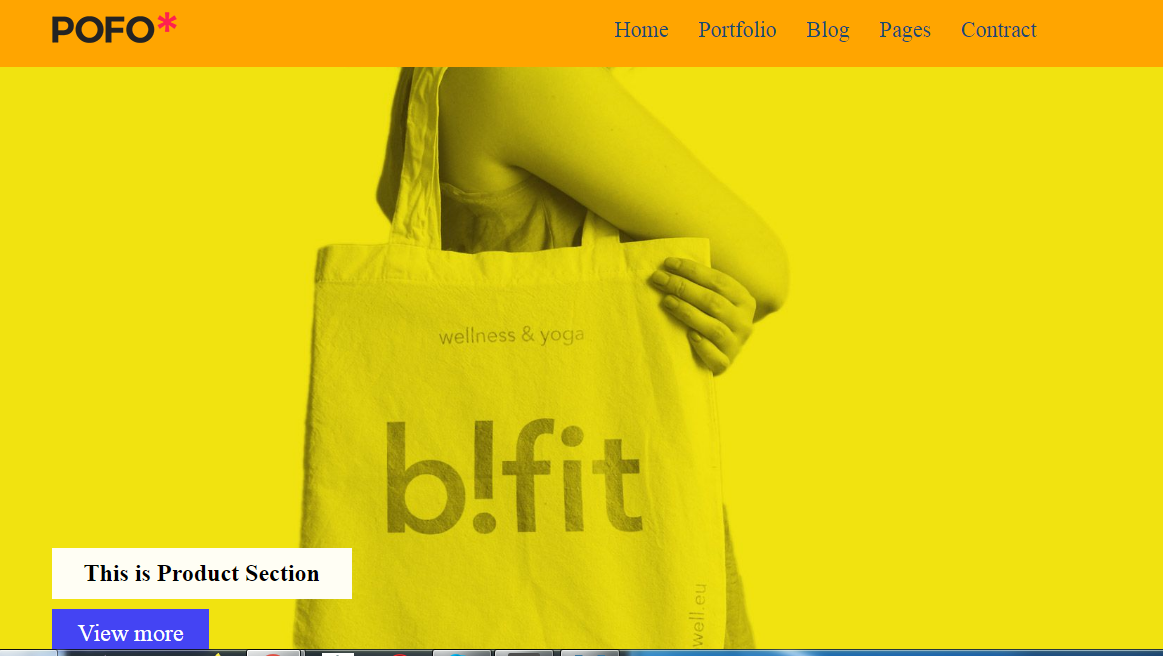 POFO*
Home Portfolio Blog Pages Contract
wellness & yoga
b!fit
well.eu
This is Product Section
View more